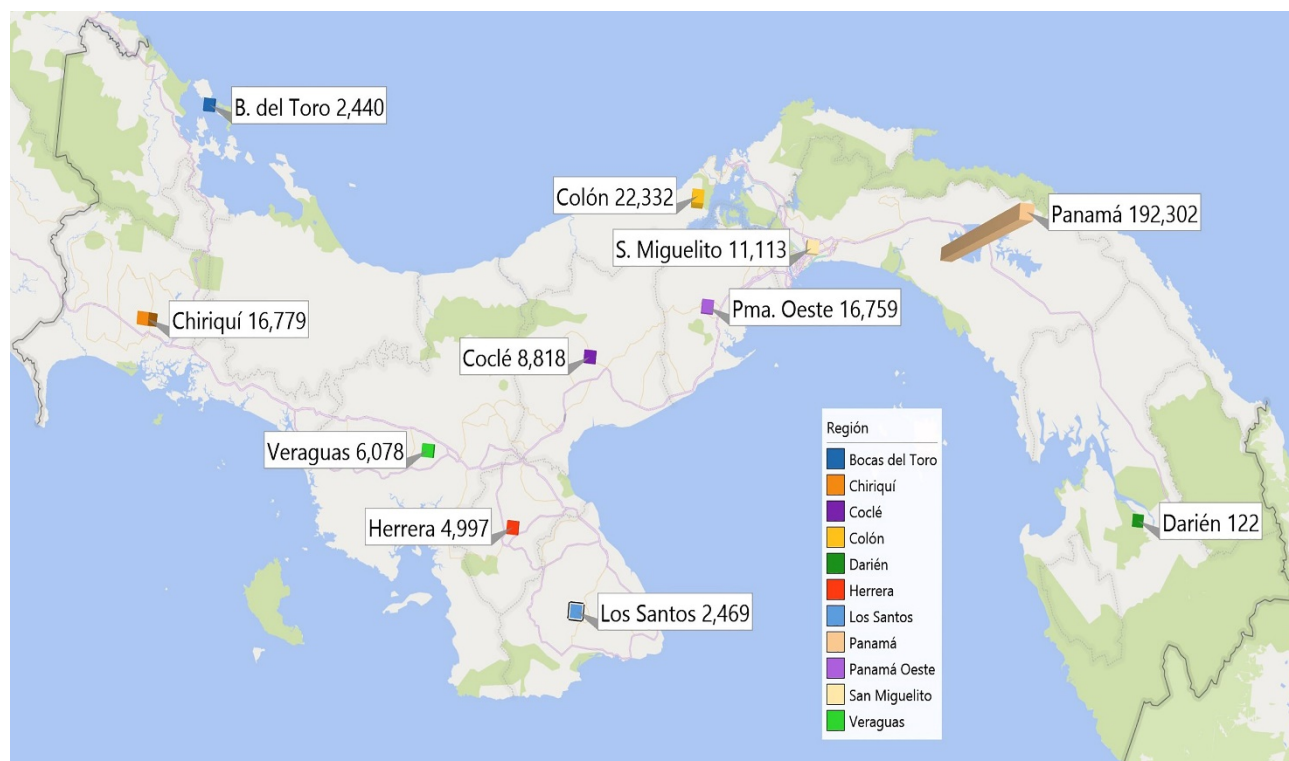 B. del Toro 2,440
Colón 22,332
Panamá 192,302
S. Miguelito 11,113
Chiriquí 16,779
Pma. Oeste 16,759
Coclé 8,818
Veraguas 6,078
Herrera 4,997
Darién 122
Los Santos 2,469
Región
Bocas del Toro
Chiriquí
Coclé
Colón
Darién
Herrera
Los Santos
Panamá
Panamá Oeste
San Miguelito
Veraguas